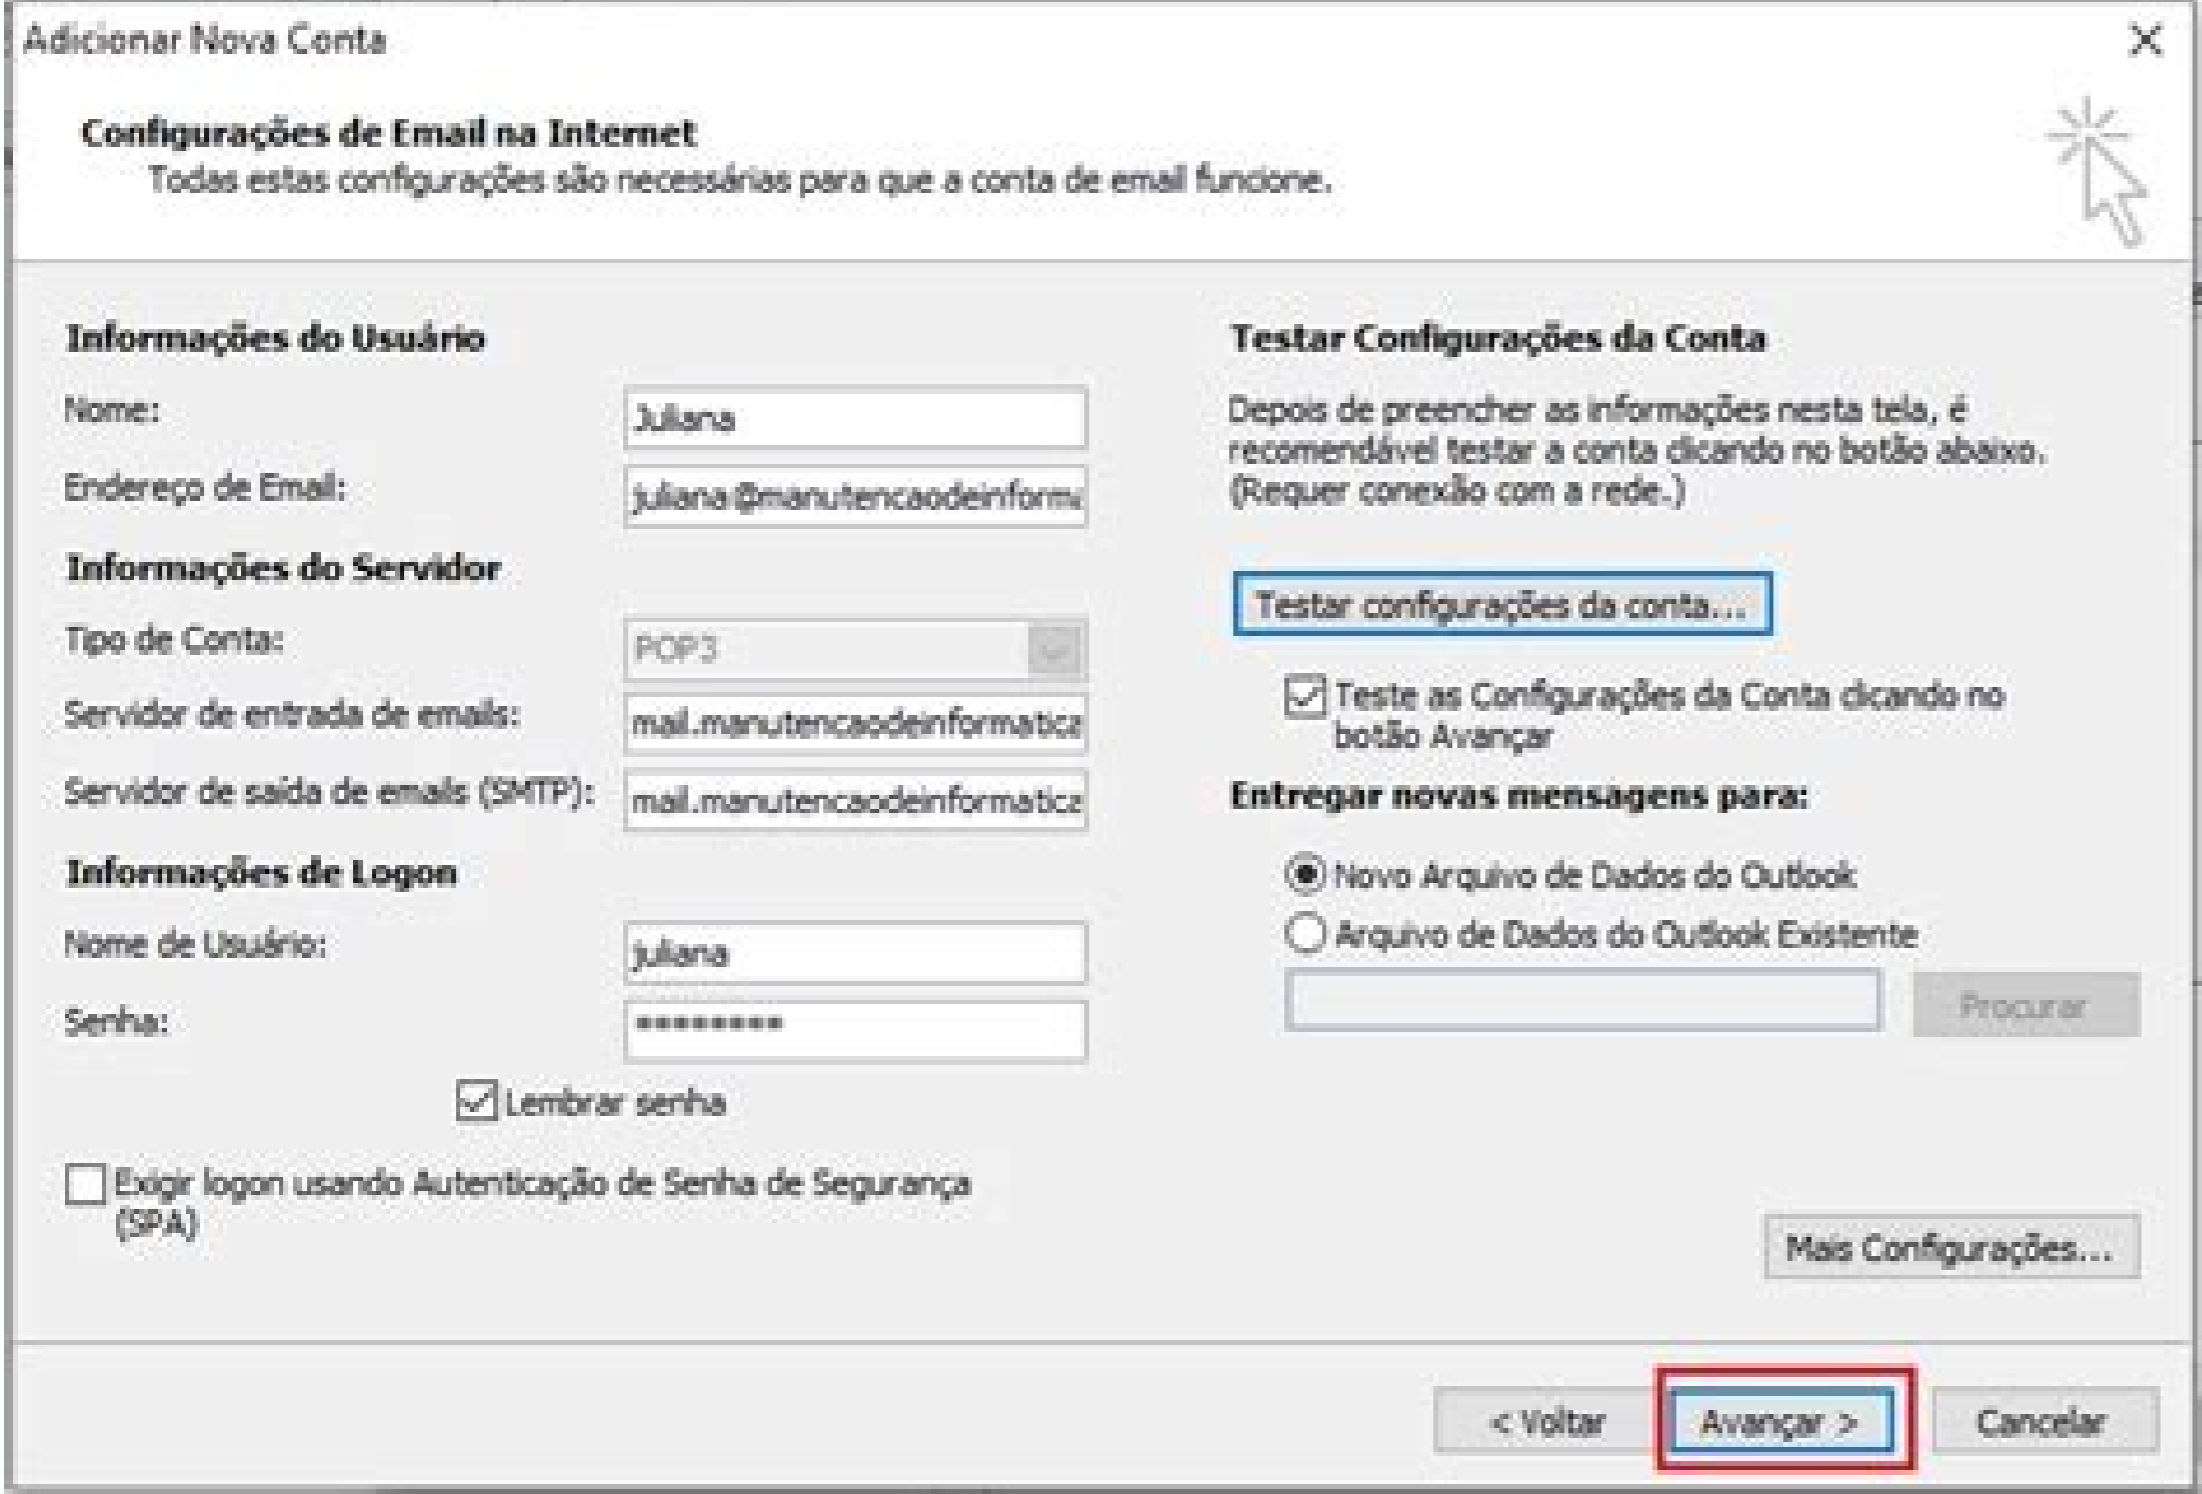 Adicionar Nova Conta
Configurações de Email na Internet
Todas estas configurações são necessárias para que a conta de email funcione.
Informações do Usuário
Nome:
Juliana
Endereço de Email:
juliana@manutencaodeinforma
Informações do Servidor
Tipo de Conta:
POP3
Servidor de entrada de emails:
mail.manutencaodeinformatica
Servidor de saída de emails (SMTP):
mail.manutencaodeinformatica
Informações de Logon
Nome de Usuário:
juliana
Senha:
*********
Lembrar senha
Exigir logon usando Autenticação de Senha de Segurança
(SPA)
Testar Configurações da Conta
Depois de preencher as informações nesta tela, é
recomendável testar a conta clicando no botão abaixo.
(Requer conexão com a rede.)
Testar configurações da conta...
Teste as Configurações da Conta clicando no
botão Avançar
Entregar novas mensagens para:
Novo Arquivo de Dados do Outlook
Arquivo de Dados do Outlook Existente
Procurar
Mais Configurações...
< Voltar
Avançar >
Cancelar